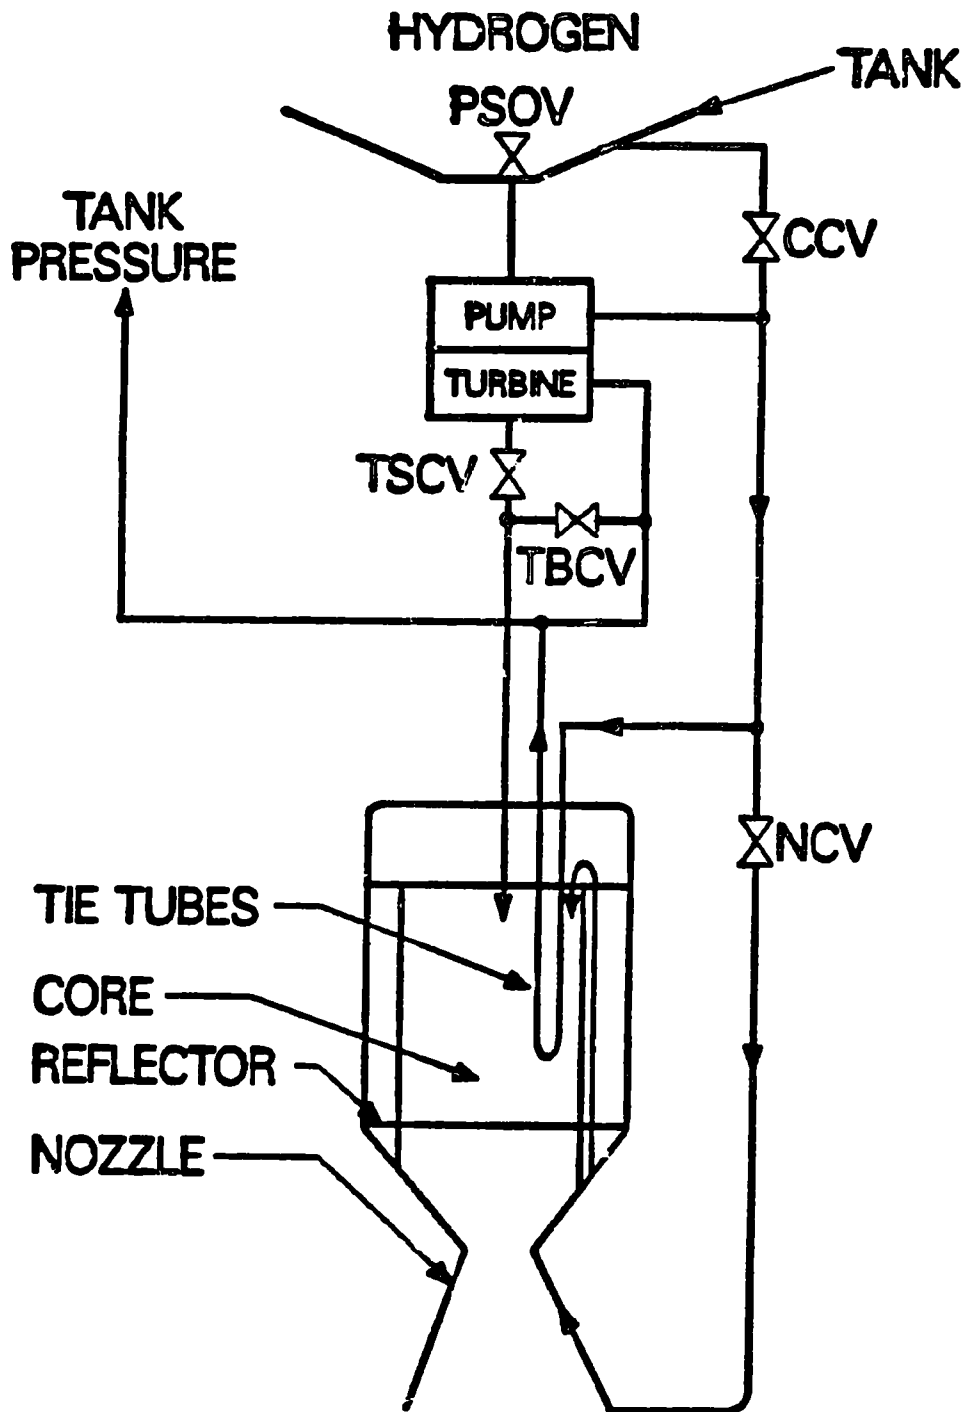 HYDROGEN
TANK
PSOV
TANK
PRESSURE
CCV
PUMP
TURBINE
TSCV
TBCV
NCV
TIE TUBES
CORE
REFLECTOR
NOZZLE